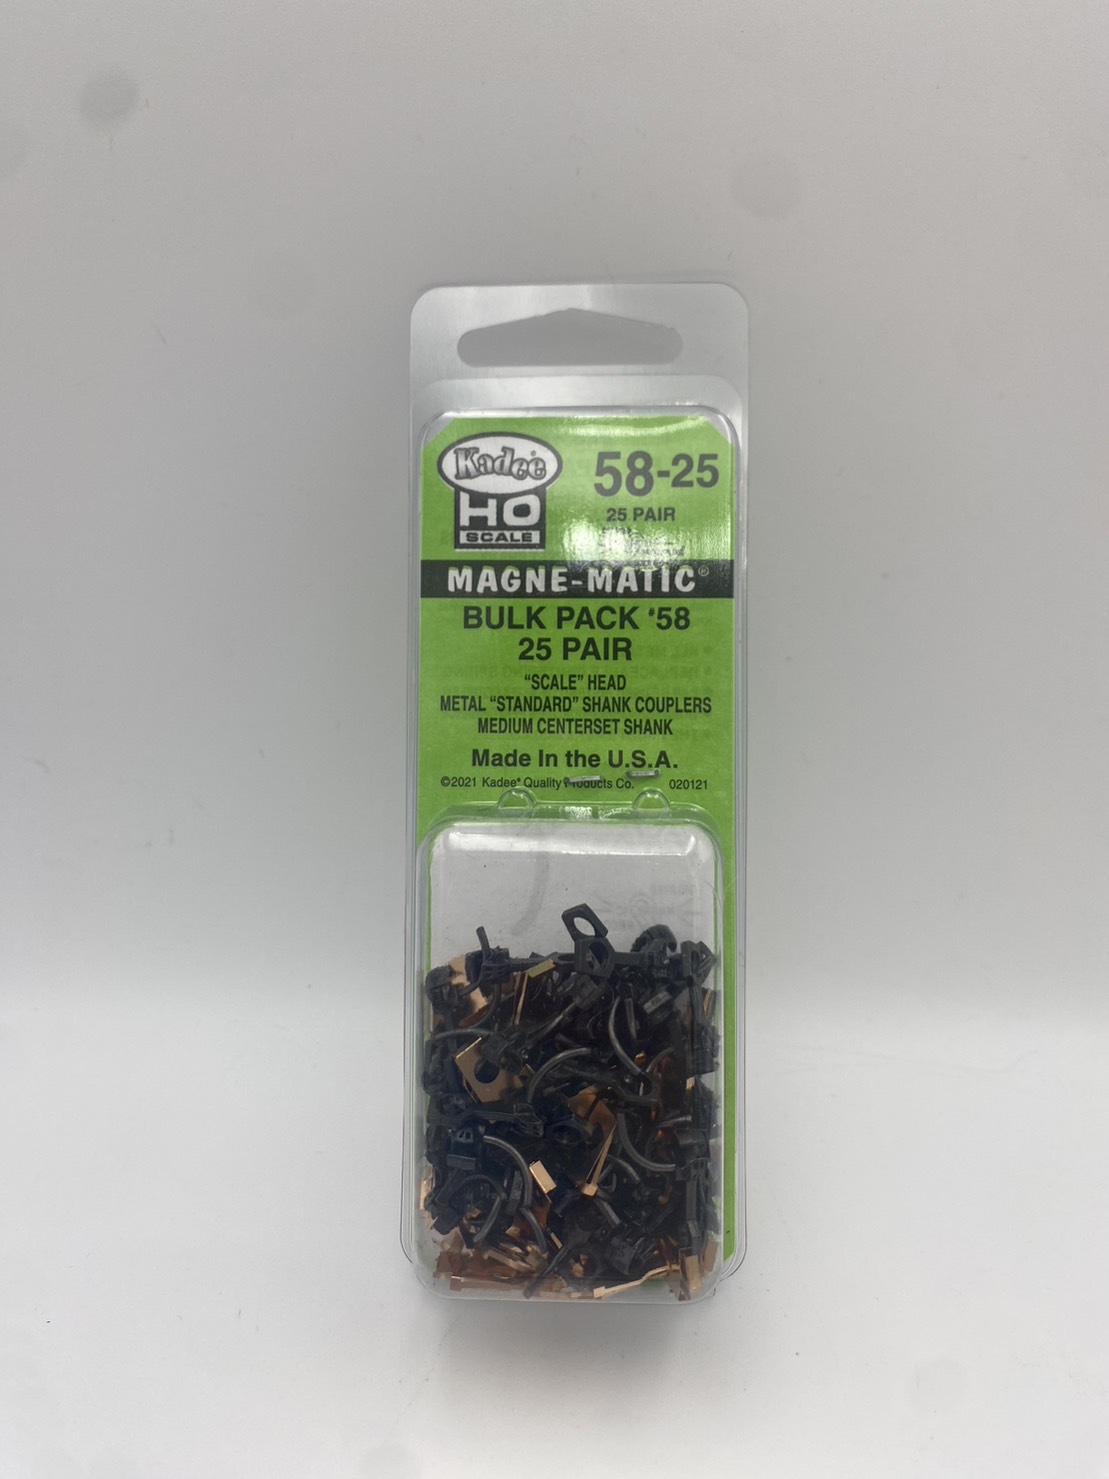 Kadee
HO
SCALE
58-25
25 PAIR
MAGNE-MATIC®
BULK PACK #58
25 PAIR
“SCALE” HEAD
METAL “STANDARD” SHANK COUPLERS
MEDIUM CENTERSET SHANK
Made In the U.S.A.
©2021 Kadee® Quality Products Co. 020121